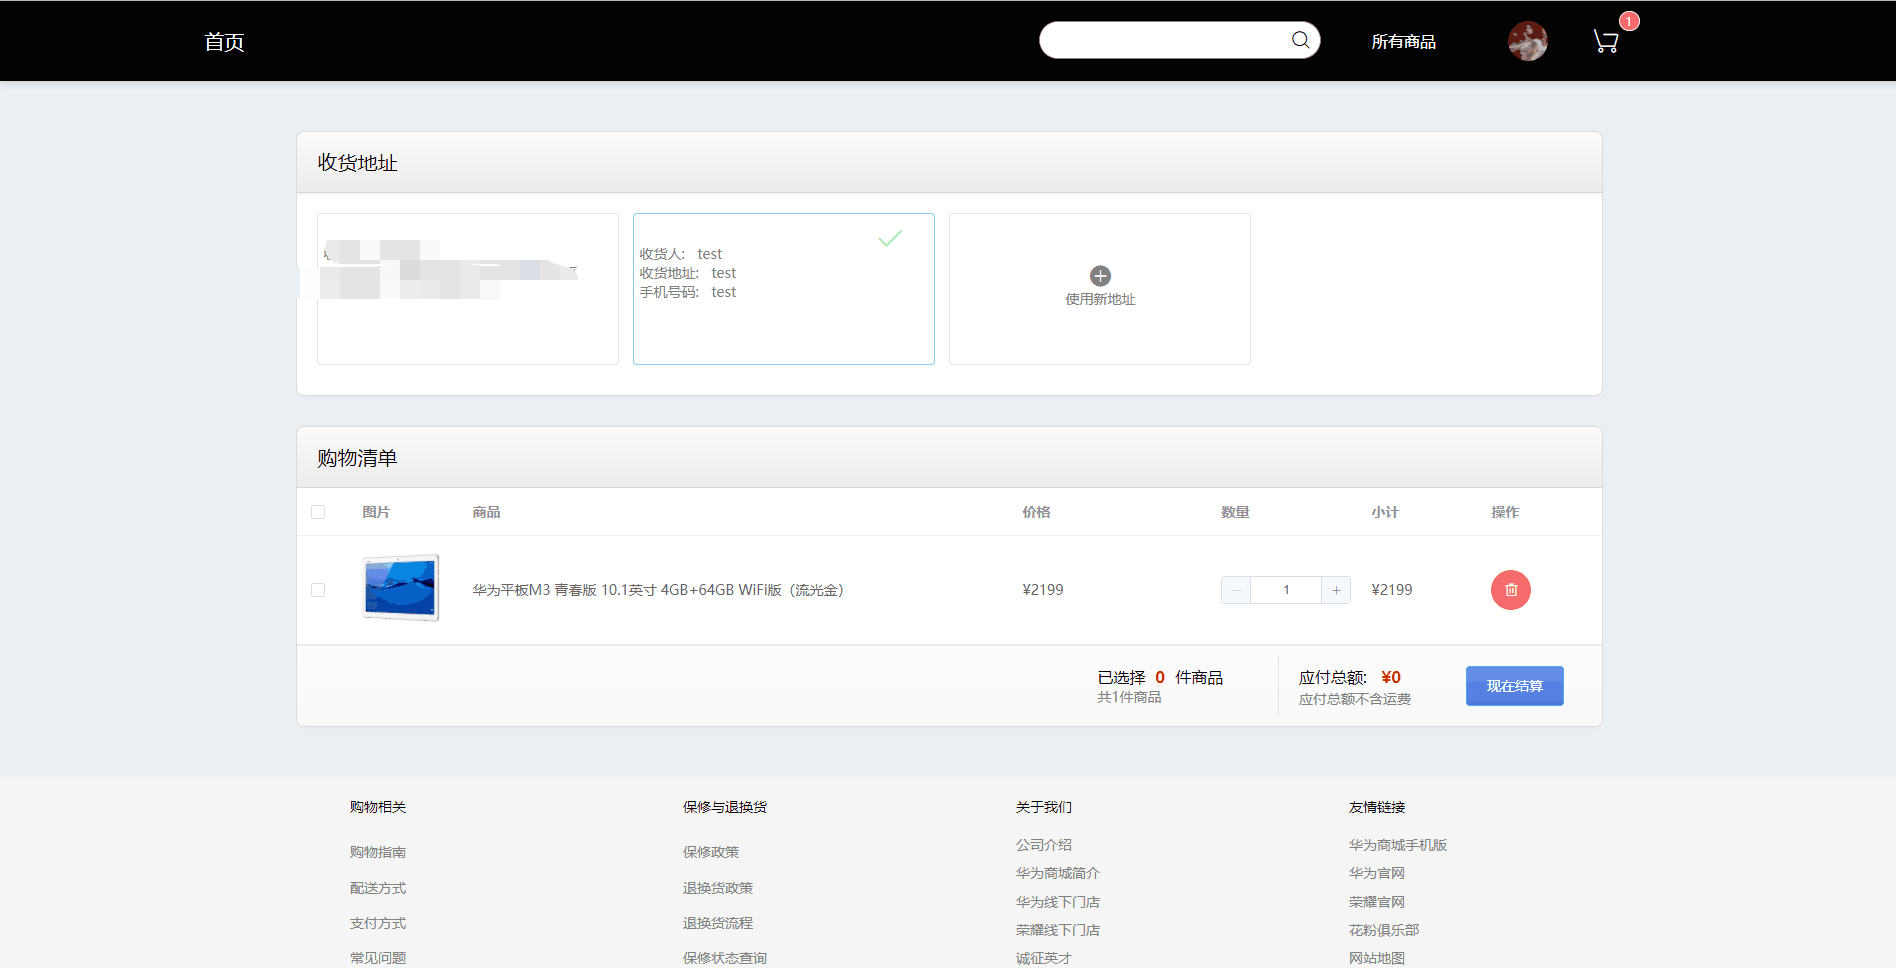 首页
所有商品
1
收货地址
收货人: test
收货地址: test
手机号码: test
使用新地址
购物清单
图片 商品 价格 数量 小计 操作
华为平板M3 青春版 10.1英寸 4GB+64GB WiFi版（流光金） ¥2199 1 ¥2199
已选择 0 件商品
共1件商品
应付总额: ¥0
应付总额不含运费
现在结算
购物相关
购物指南
配送方式
支付方式
常见问题
保修与退换货
保修政策
退换货政策
退换货流程
保修状态查询
关于我们
公司介绍
华为商城简介
华为线下门店
荣耀线下门店
诚征英才
友情链接
华为商城手机版
华为官网
荣耀官网
花粉俱乐部
网站地图